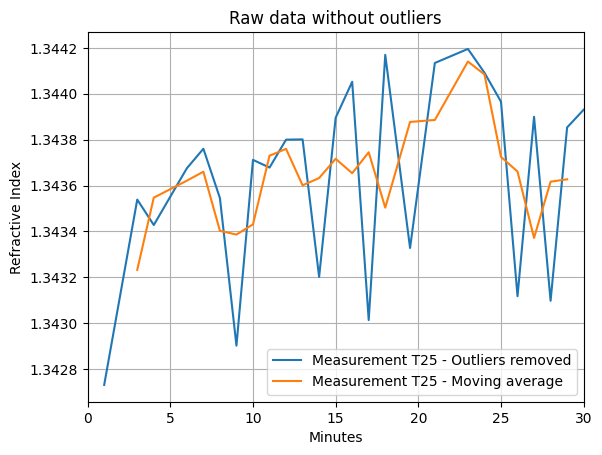 Raw data without outliers
Refractive Index
1.3442
1.3440
1.3438
1.3436
1.3434
1.3432
1.3430
1.3428
Measurement T25 - Outliers removed
Measurement T25 - Moving average
0 5 10 15 20 25 30
Minutes